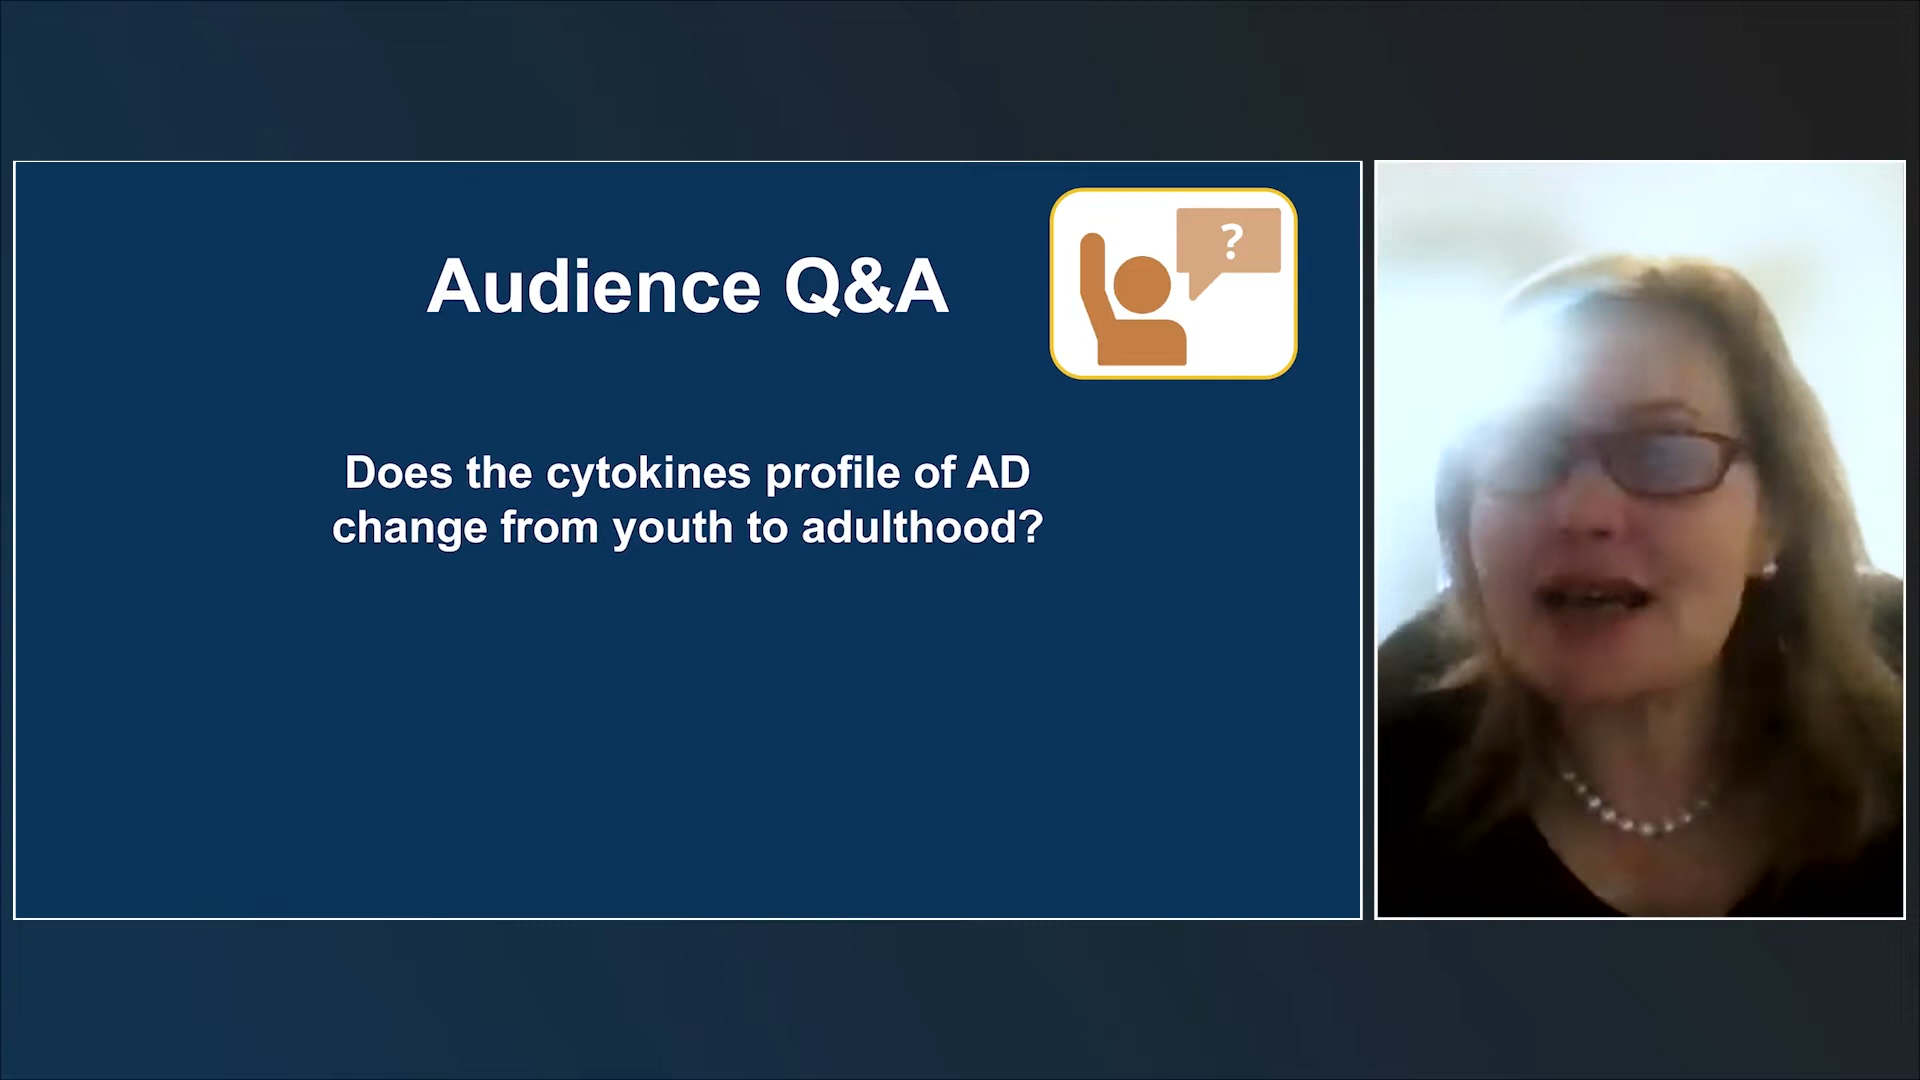 Audience Q&A
?
Does the cytokines profile of AD
change from youth to adulthood?